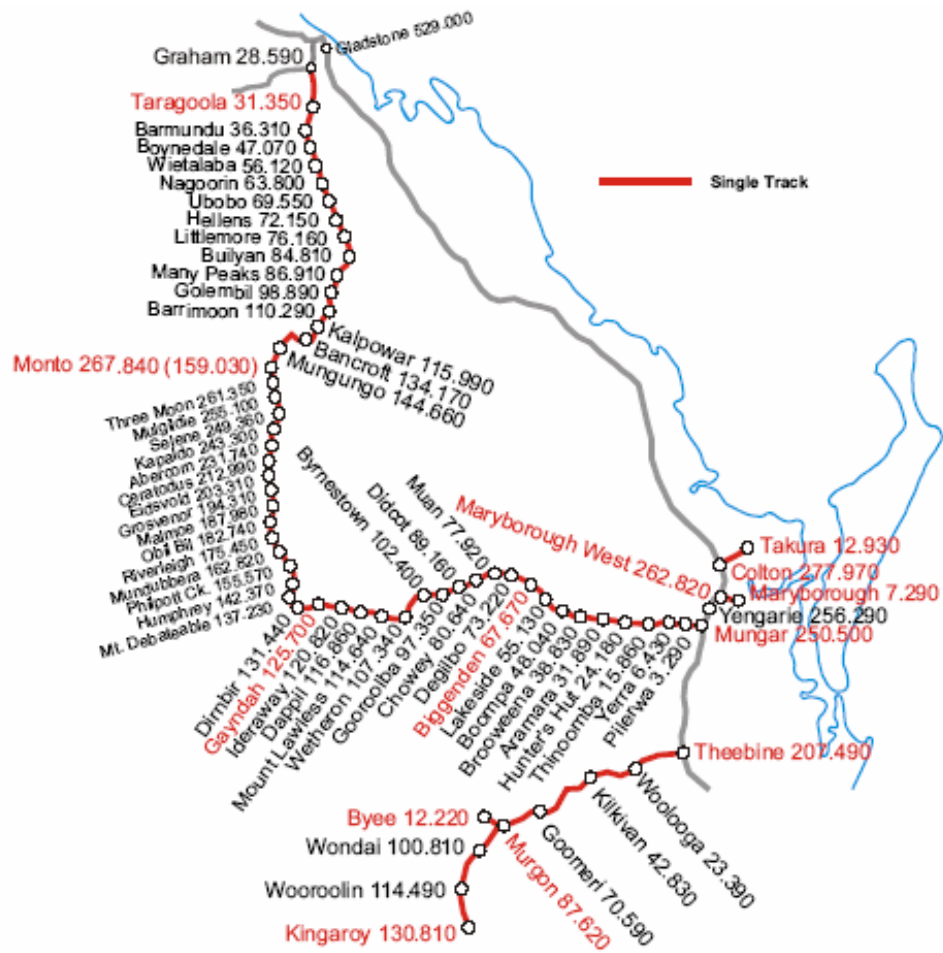 Gladstone 529.000
Graham 28.590
Taragoola 31.350
Barmundu 36.310
Boynedale 47.070
Wietalaba 56.120
Nagoorin 63.800
Ubobo 69.550
Hellens 72.150
Littlemore 76.160
Builyan 84.810
Many Peaks 86.910
Golembil 98.890
Barrimoon 110.290
Kalpowar 115.990
Bancroft 134.170
Mungungo 144.660
Single Track
Monto 267.840 (159.030)
Three Moon 261.350
Mulgildie 255.100
Selene 249.360
Kapaldo 243.300
Abercorn 231.740
Ceratodus 212.990
Eidsvold 203.310
Grosvenor 194.310
Malmoe 187.980
Obil Bil 182.740
Riverleigh 175.450
Mundubbera 162.820
Philpott Ck. 155.570
Humphrey 142.370
Mt. Debateable 137.230
Dirnbir 131.440
Gayndah 125.700
Ideraway 120.820
Dappil 116.860
Mount Lawless 114.640
Wetheron 107.340
Byrnestown 102.400
Gooroolba 97.350
Didcot 89.160
Chowey 80.640
Muan 77.920
Degilbo 73.220
Biggenden 67.670
Lakeside 55.130
Boompa 48.040
Brooweena 38.830
Aramara 31.890
Hunter's Hut 24.180
Thinoomba 15.860
Yerra 6.430
Pilerwa 3.290
Maryborough West 262.820
Takura 12.930
Colton 277.970
Maryborough 7.290
Yengarie 256.290
Mungar 250.500
Theebine 207.490
Woolooga 23.390
Kilkivan 42.830
Goomeri 70.590
Murgon 87.620
Byee 12.220
Wondai 100.810
Wooroolin 114.490
Kingaroy 130.810